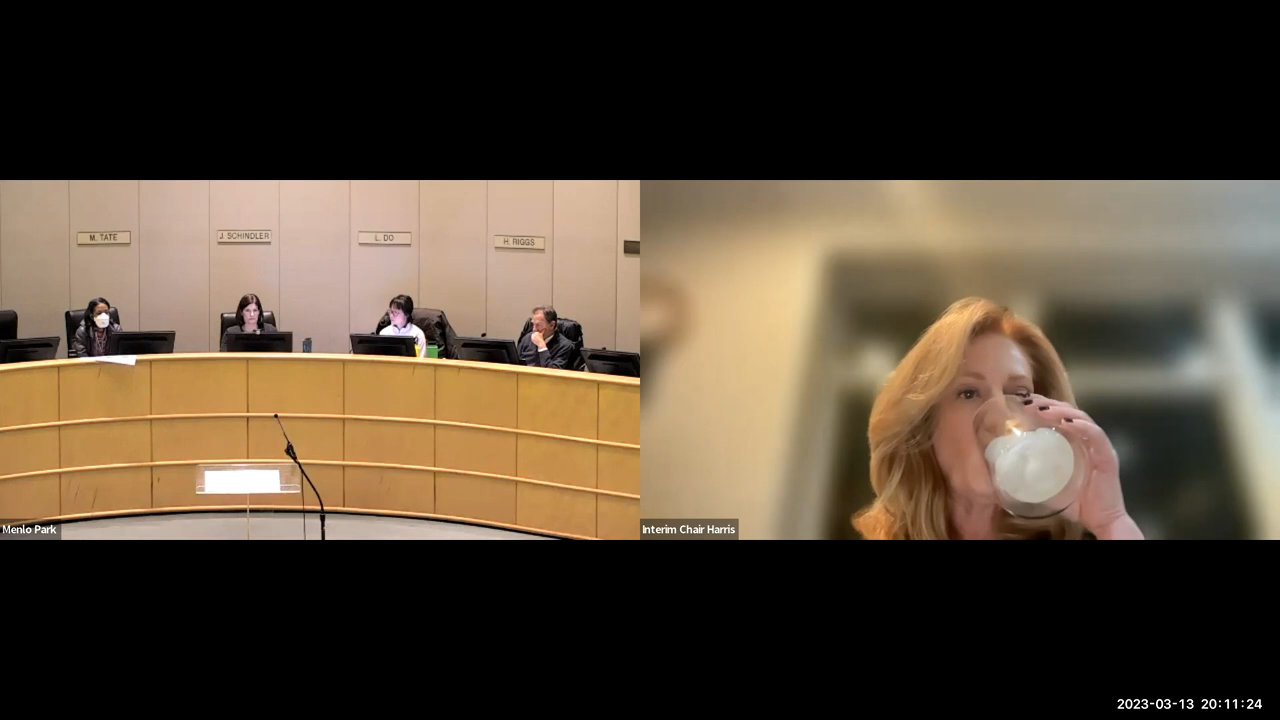 M. TATE
J. SCHINDLER
L. DO
H. RIGGS
Menlo Park
Interim Chair Harris
2023-03-13 20:11:24